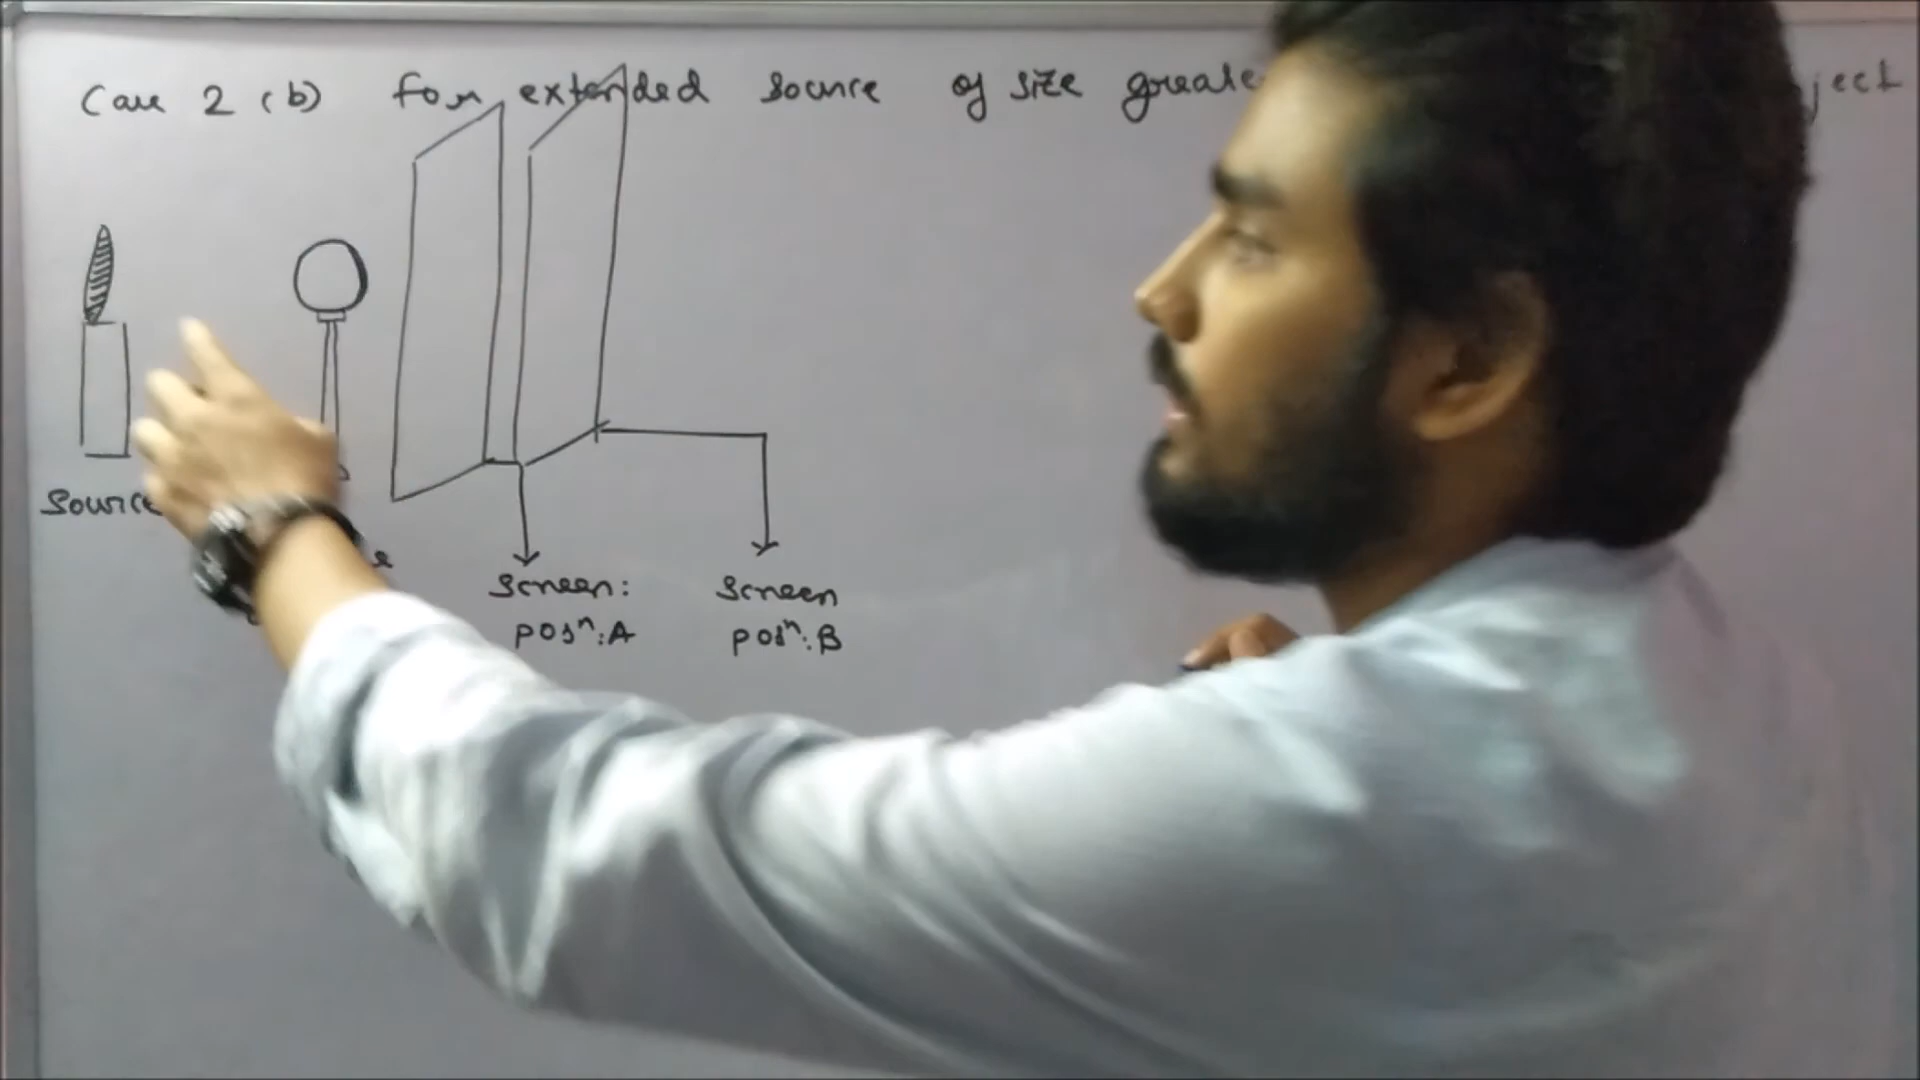 Case 2 (b) for extended source of size greate ject
Source
Screen: Screen
posⁿ:A posⁿ:B